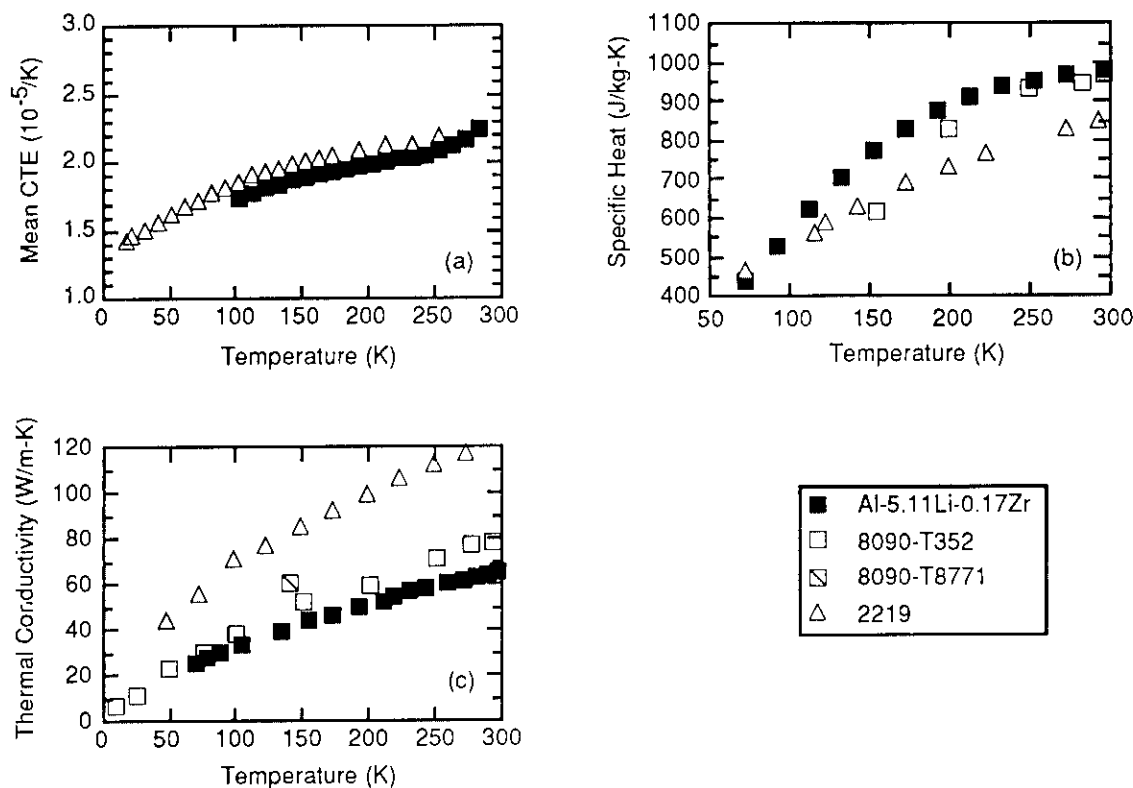 3.0
2.5
2.0
1.5
1.0
0 50 100 150 200 250 300
Mean CTE (10⁻⁵/K)
Temperature (K)
(a)
1100
1000
900
800
700
600
500
400
50 100 150 200 250 300
Specific Heat (J/kg-K)
Temperature (K)
(b)
120
100
80
60
40
20
0
0 50 100 150 200 250 300
Thermal Conductivity (W/m-K)
Temperature (K)
(c)
Al-5.11Li-0.17Zr
8090-T352
8090-T8771
2219